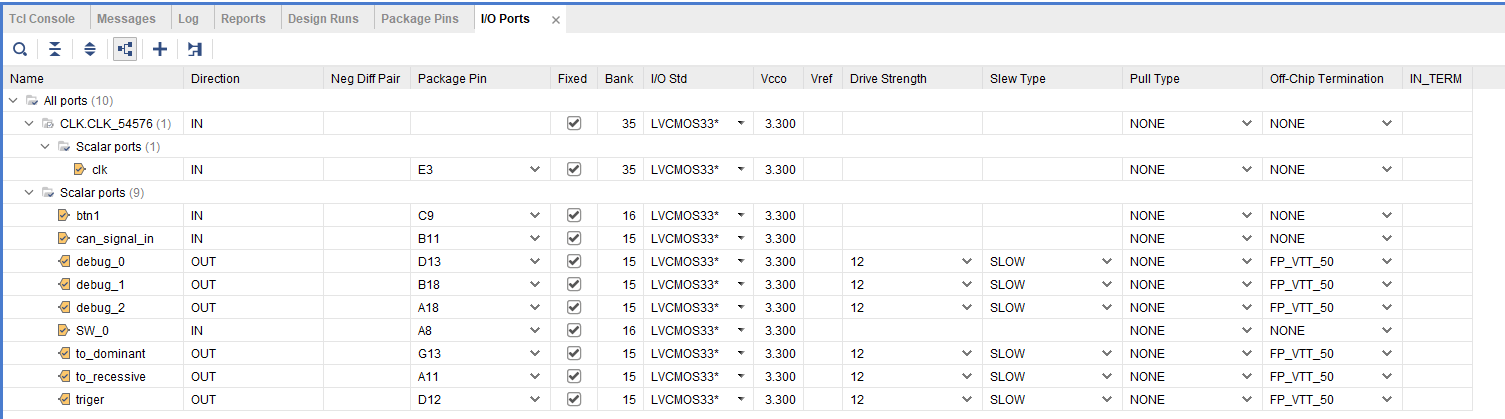 Tcl Console Messages Log Reports Design Runs Package Pins I/O Ports ×
Name Direction Neg Diff Pair Package Pin Fixed Bank I/O Std Vcco Vref Drive Strength Slew Type Pull Type Off-Chip Termination IN_TERM
All ports (10)
CLK.CLK_54576 (1) IN 35 LVCMOS33* 3.300 NONE NONE
Scalar ports (1)
clk IN E3 35 LVCMOS33* 3.300 NONE NONE
Scalar ports (9)
btn1 IN C9 16 LVCMOS33* 3.300 NONE NONE
can_signal_in IN B11 15 LVCMOS33* 3.300 NONE NONE
debug_0 OUT D13 15 LVCMOS33* 3.300 12 SLOW NONE FP_VTT_50
debug_1 OUT B18 15 LVCMOS33* 3.300 12 SLOW NONE FP_VTT_50
debug_2 OUT A18 15 LVCMOS33* 3.300 12 SLOW NONE FP_VTT_50
SW_0 IN A8 16 LVCMOS33* 3.300 NONE NONE
to_dominant OUT G13 15 LVCMOS33* 3.300 12 SLOW NONE FP_VTT_50
to_recessive OUT A11 15 LVCMOS33* 3.300 12 SLOW NONE FP_VTT_50
triger OUT D12 15 LVCMOS33* 3.300 12 SLOW NONE FP_VTT_50